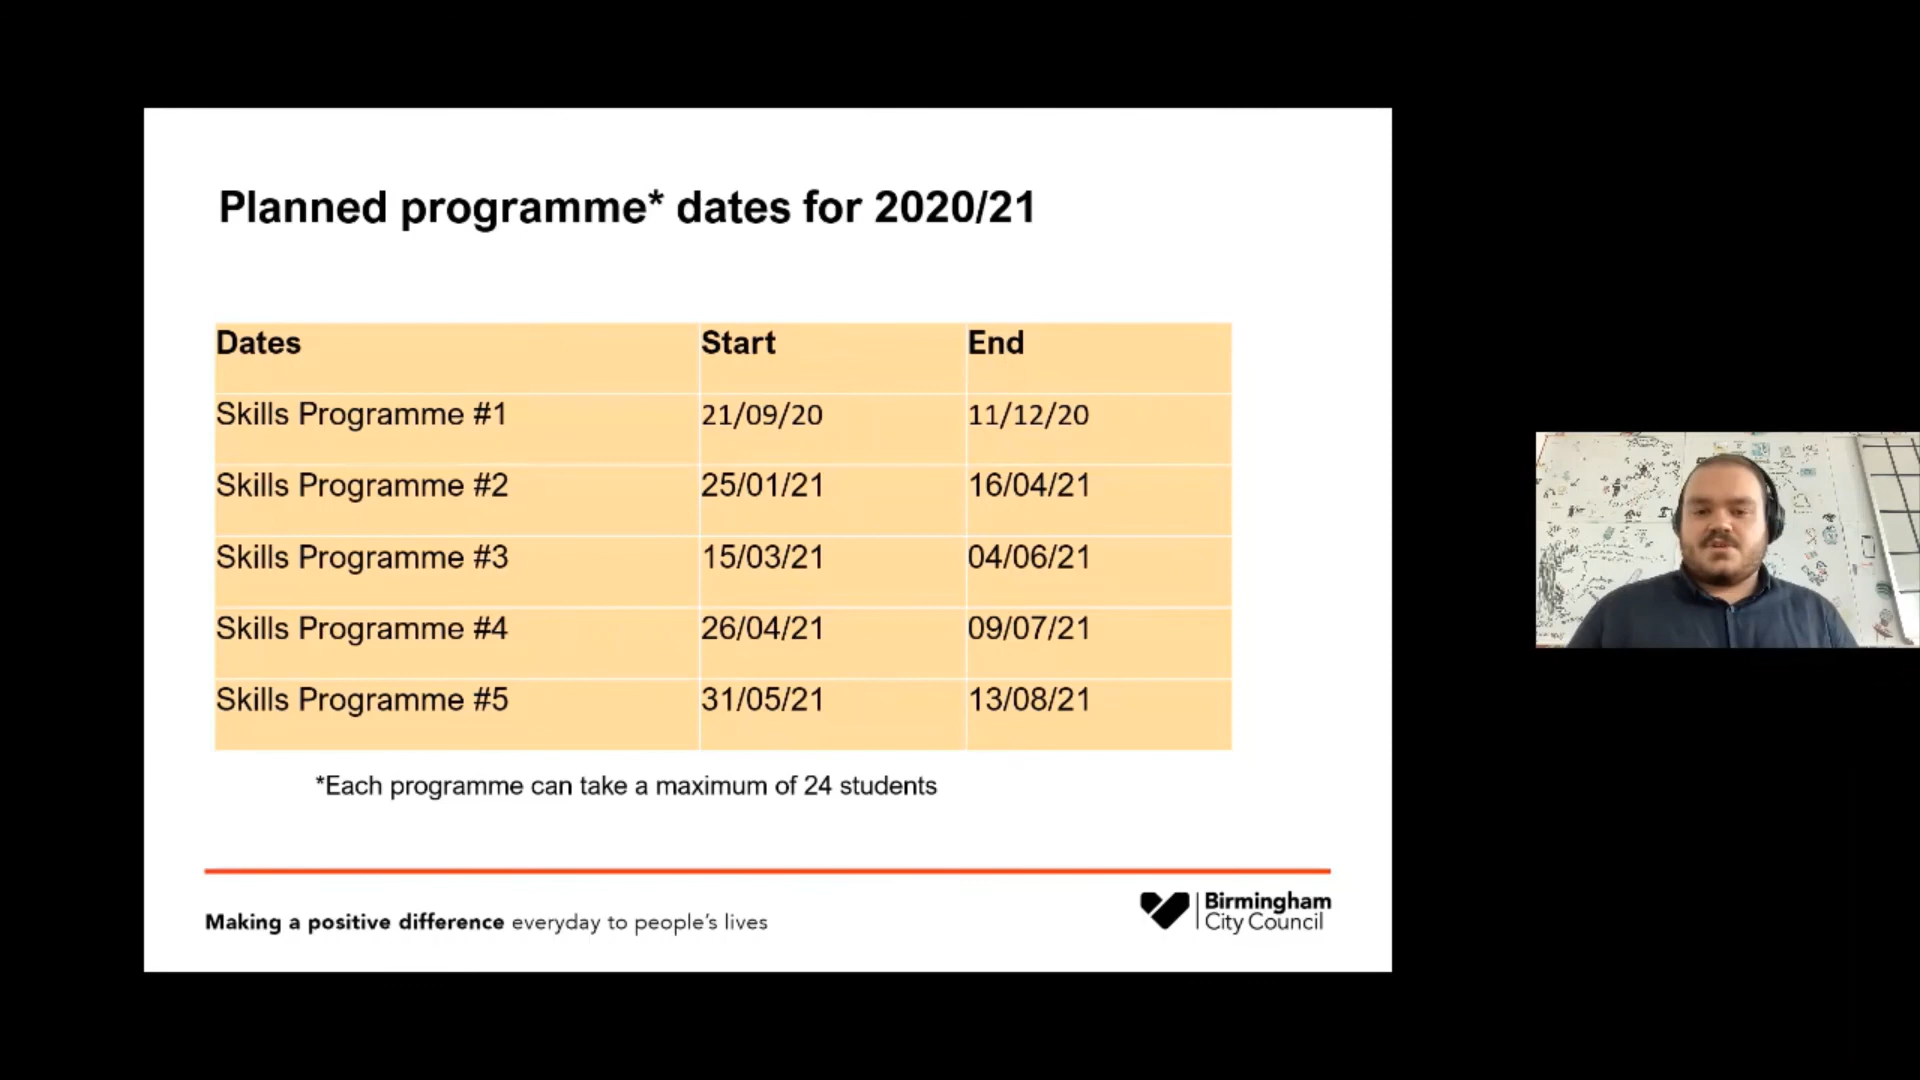 Planned programme* dates for 2020/21
Dates Start End
Skills Programme #1 21/09/20 11/12/20
Skills Programme #2 25/01/21 16/04/21
Skills Programme #3 15/03/21 04/06/21
Skills Programme #4 26/04/21 09/07/21
Skills Programme #5 31/05/21 13/08/21
*Each programme can take a maximum of 24 students
Making a positive difference everyday to people's lives
Birmingham
City Council